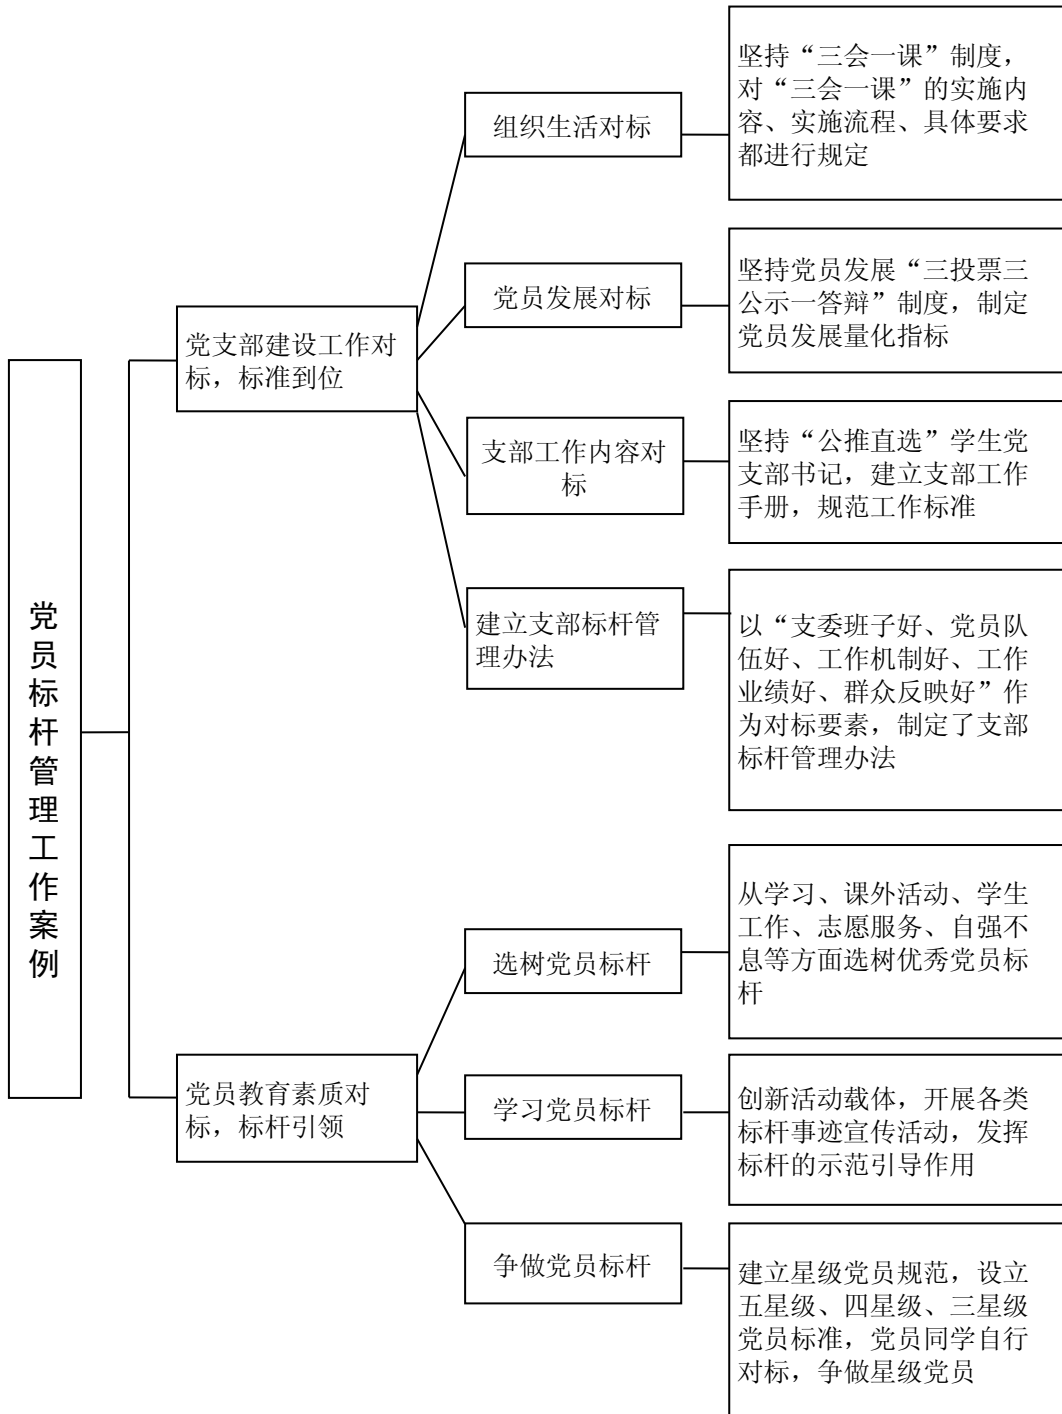 党员标杆管理工作案例
党支部建设工作对
标，标准到位
组织生活对标
坚持“三会一课”制度，
对“三会一课”的实施内
容、实施流程、具体要求
都进行规定
党员发展对标
坚持党员发展“三投票三
公示一答辩”制度，制定
党员发展量化指标
支部工作内容对
标
坚持“公推直选”学生党
支部书记，建立支部工作
手册，规范工作标准
建立支部标杆管
理办法
以“支委班子好、党员队
伍好、工作机制好、工作
业绩好、群众反映好”作
为对标要素，制定了支部
标杆管理办法
党员教育素质对
标，标杆引领
选树党员标杆
从学习、课外活动、学生
工作、志愿服务、自强不
息等方面选树优秀党员标
杆
学习党员标杆
创新活动载体，开展各类
标杆事迹宣传活动，发挥
标杆的示范引导作用
争做党员标杆
建立星级党员规范，设立
五星级、四星级、三星级
党员标准，党员同学自行
对标，争做星级党员